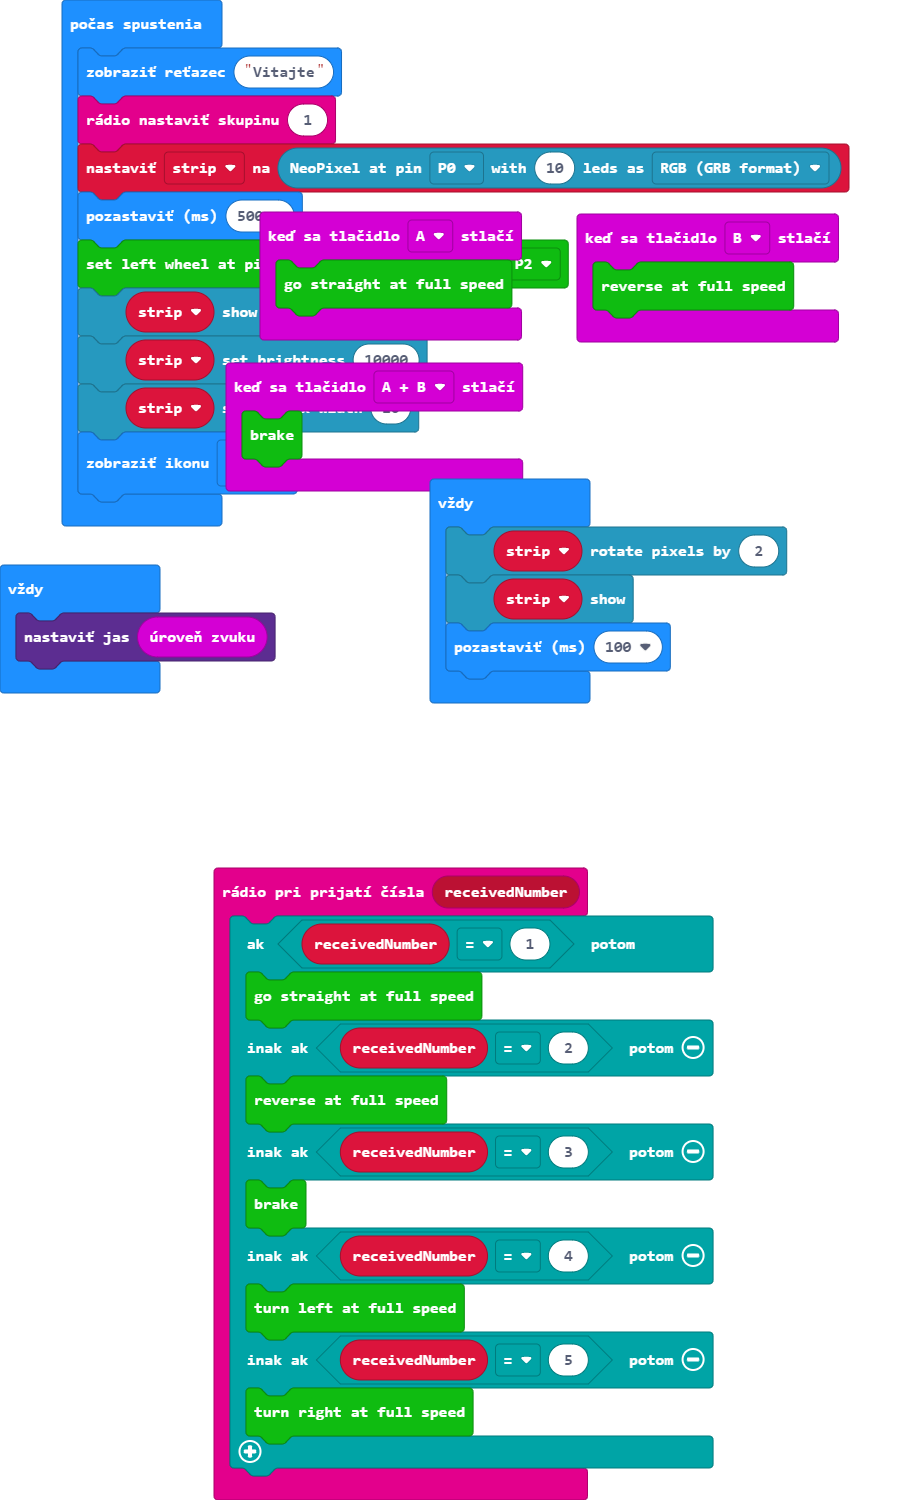 počas spustenia
zobraziť reťazec "Vitajte"
rádio nastaviť skupinu 1
nastaviť strip na NeoPixel at pin P0 with 10 leds as RGB (GRB format)
pozastaviť (ms)
set left wheel at P2
strip show
strip set brightness 10000
strip
zobraziť ikonu
keď sa tlačidlo A stlačí
go straight at full speed
keď sa tlačidlo B stlačí
reverse at full speed
keď sa tlačidlo A + B stlačí
brake
vždy
strip rotate pixels by 2
strip show
pozastaviť (ms) 100
vždy
nastaviť jas úroveň zvuku
rádio pri prijatí čísla receivedNumber
ak receivedNumber = 1 potom
go straight at full speed
inak ak receivedNumber = 2 potom
reverse at full speed
inak ak receivedNumber = 3 potom
brake
inak ak receivedNumber = 4 potom
turn left at full speed
inak ak receivedNumber = 5 potom
turn right at full speed